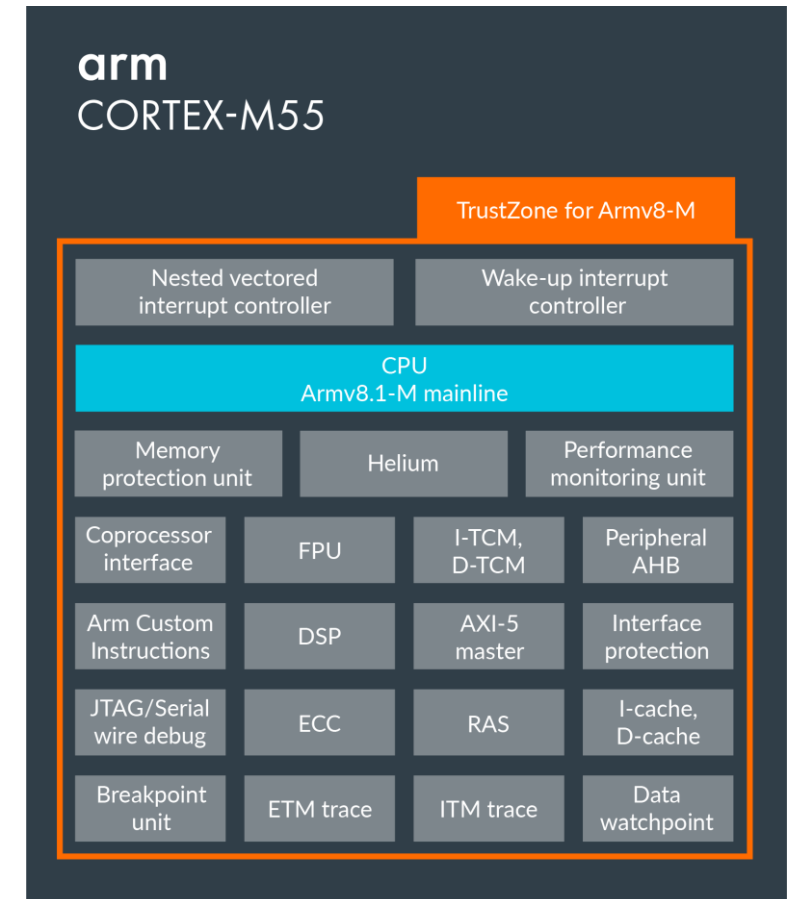 arm
CORTEX-M55
TrustZone for Armv8-M
Nested vectored
interrupt controller
Wake-up interrupt
controller
CPU
Armv8.1-M mainline
Memory
protection unit
Helium
Performance
monitoring unit
Coprocessor
interface
FPU
I-TCM,
D-TCM
Peripheral
AHB
Arm Custom
Instructions
DSP
AXI-5
master
Interface
protection
JTAG/Serial
wire debug
ECC
RAS
I-cache,
D-cache
Breakpoint
unit
ETM trace
ITM trace
Data
watchpoint